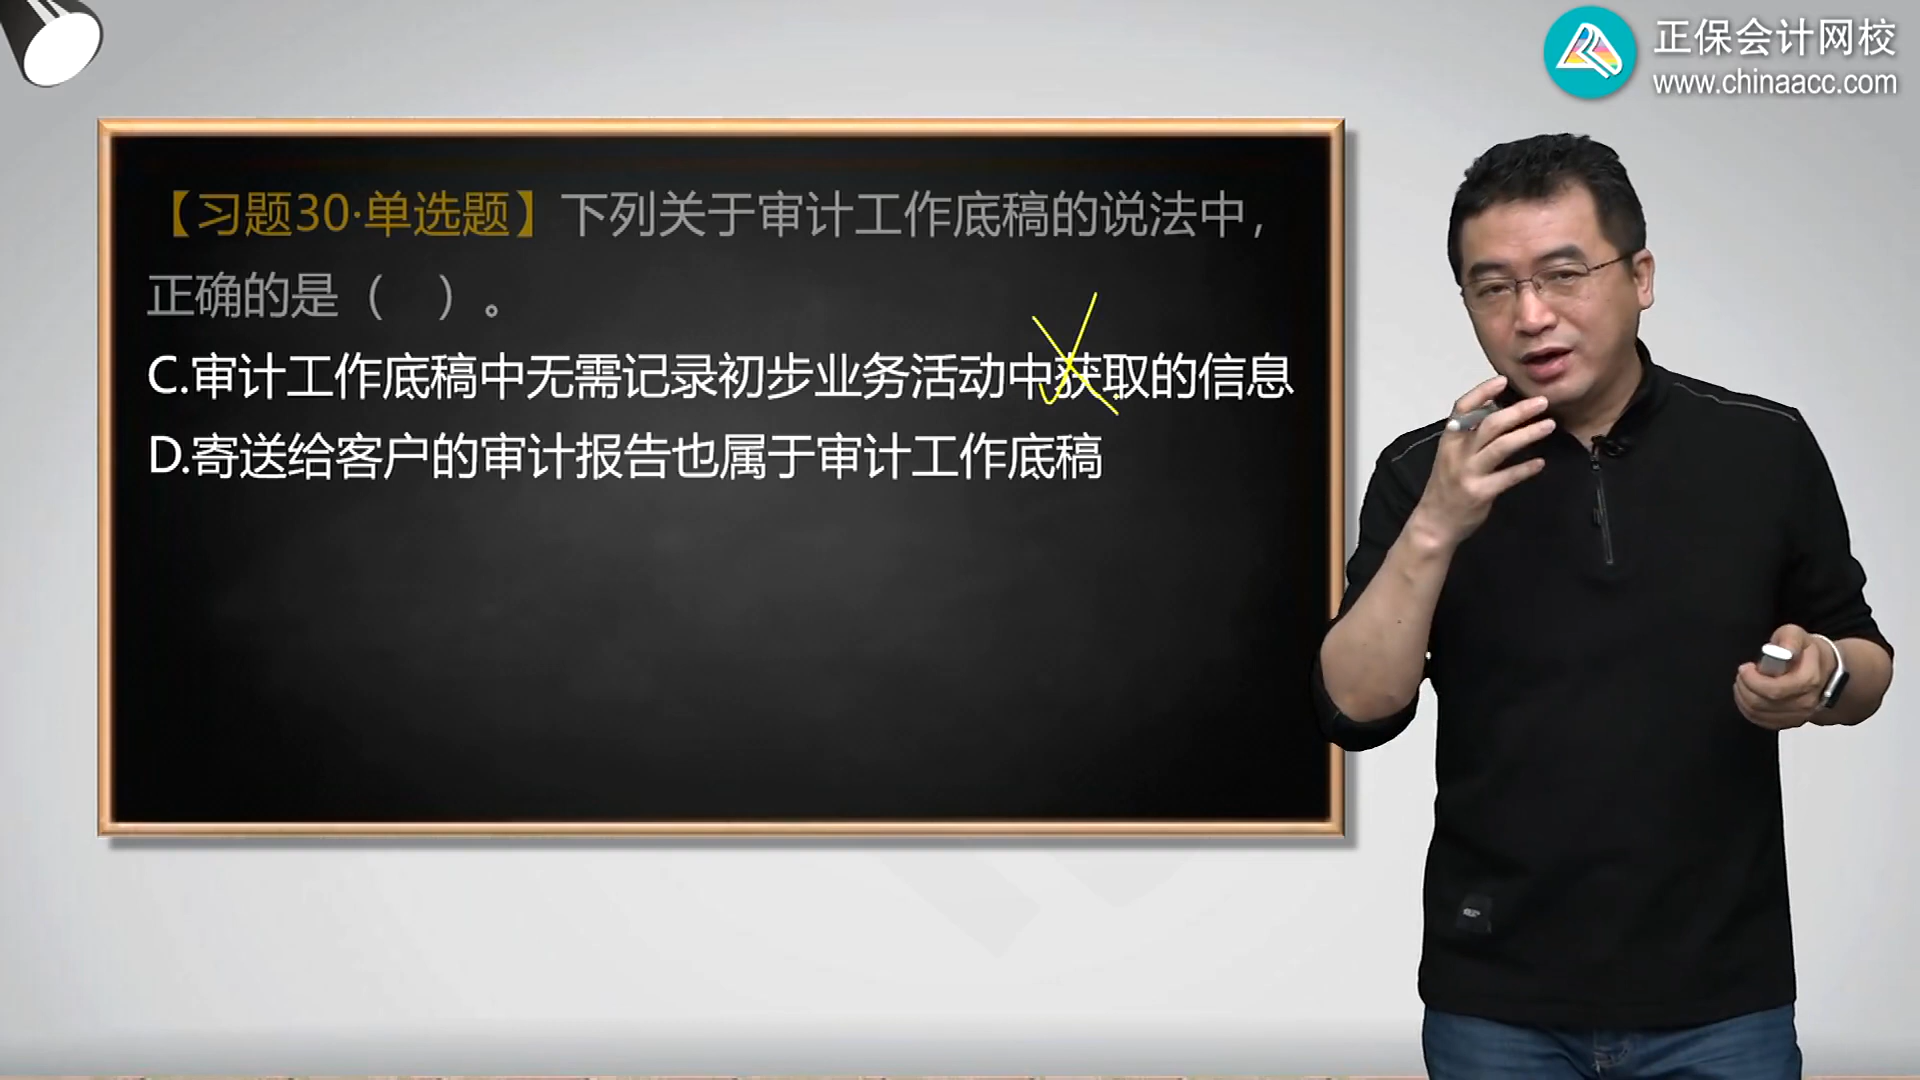 正保会计网校
www.chinaacc.com
【习题30·单选题】下列关于审计工作底稿的说法中，
正确的是（ ）。
C.审计工作底稿中无需记录初步业务活动中获取的信息
D.寄送给客户的审计报告也属于审计工作底稿